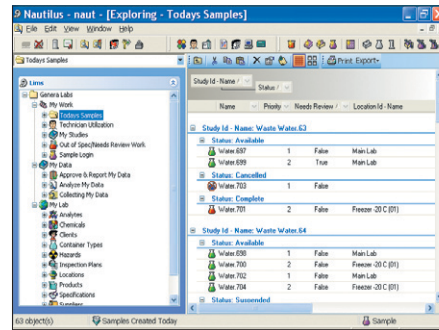 9 Nautilus - naut - [Exploring - Todays Samples]
File Edit View Window Help
Todays Samples
Print Export
Lims
Genera Labs
My Work
Todays Samples
Technician Utilization
My Studies
Out of Spec/Needs Review Work
Sample Login
My Data
Approve & Report My Data
Analyze My Data
Collecting My Data
My Lab
Analytes
Chemicals
Clients
Container Types
Hazards
Inspection Plans
Locations
Products
Specifications
Suppliers
Study Id - Name /
Status /
Name Priority Needs Review / Location Id - Name
Study Id - Name: Waste Water.63
Status: Available
Water.697 1 False Main Lab
Water.699 2 True Main Lab
Status: Cancelled
Water.703 1 False
Status: Complete
Water.701 2 False Freezer -20 C (01)
Study Id - Name: Waste Water.64
Status: Available
Water.698 1 False Main Lab
Water.700 2 False Freezer -20 C (01)
Water.702 1 False Main Lab
Water.704 2 False Freezer -20 C (01)
Status: Suspended
63 object(s) Samples Created Today Sample